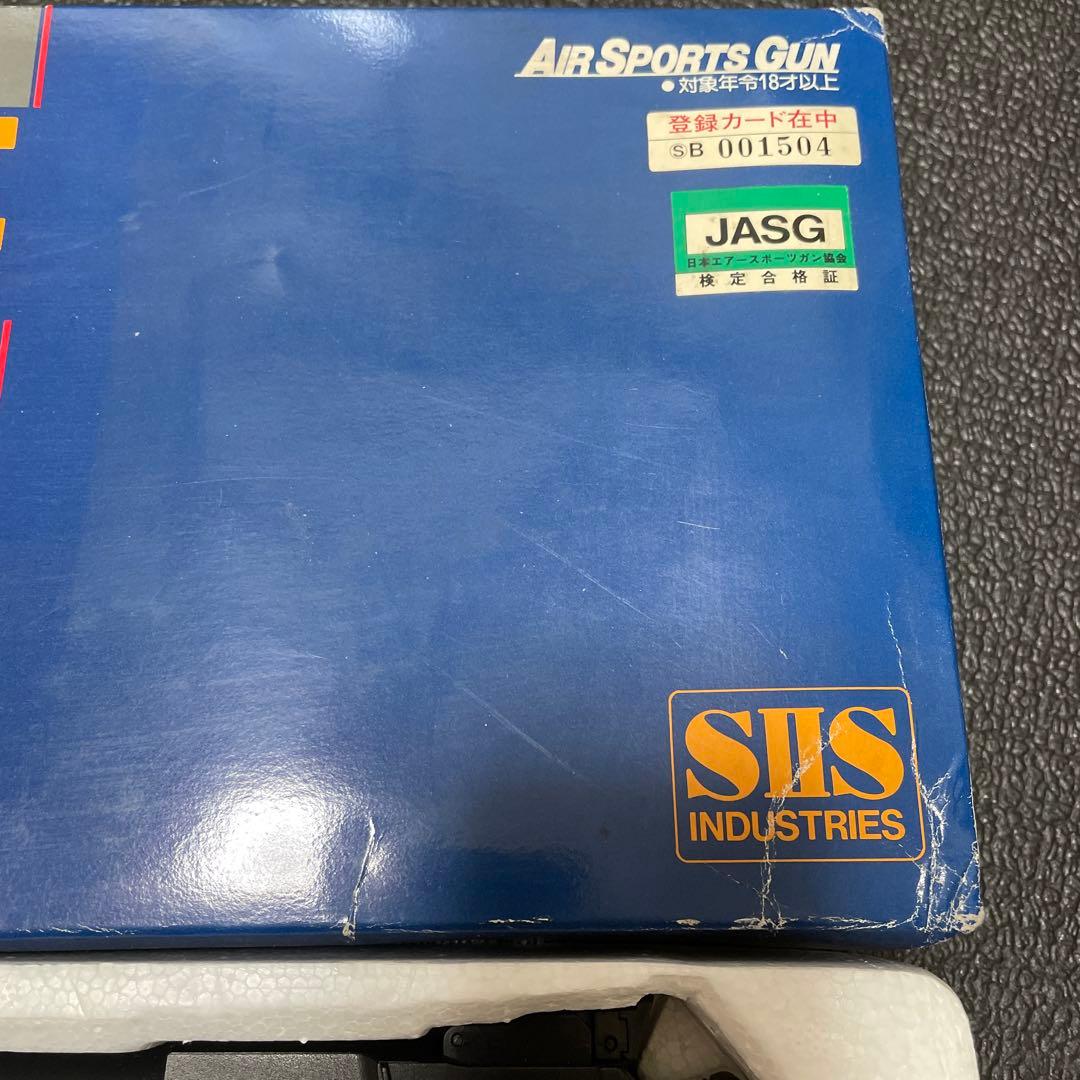 AIR SPORTS GUN
●対象年令18才以上
登録カード在中
ⓈB 001504
JASG
日本エアースポーツガン協会
検定合格証
SIIS
INDUSTRIES